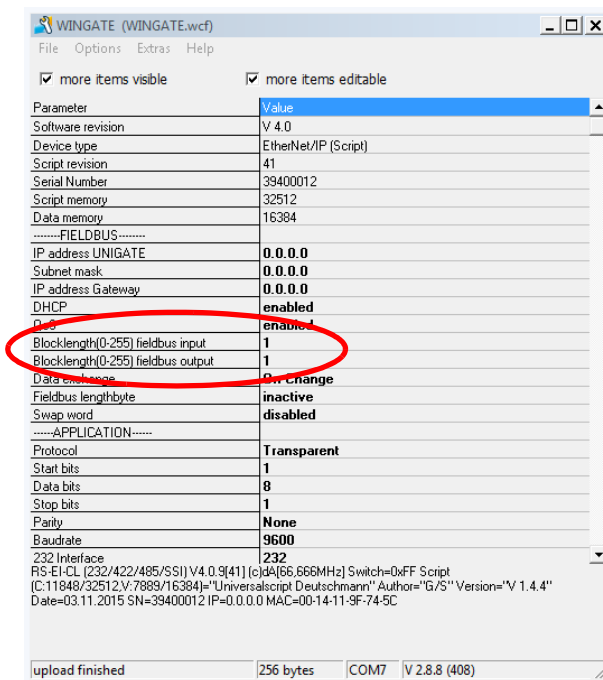 WINGATE (WINGATE.wcf)
File Options Extras Help
more items visible more items editable
Parameter Value
Software revision V 4.0
Device type EtherNet/IP (Script)
Script revision 41
Serial Number 39400012
Script memory 32512
Data memory 16384
--------FIELDBUS--------
IP address UNIGATE 0.0.0.0
Subnet mask 0.0.0.0
IP address Gateway 0.0.0.0
DHCP enabled
QoS enabled
Blocklength(0-255) fieldbus input 1
Blocklength(0-255) fieldbus output 1
Data exchange On Change
Fieldbus lengthbyte inactive
Swap word disabled
------APPLICATION------
Protocol Transparent
Start bits 1
Data bits 8
Stop bits 1
Parity None
Baudrate 9600
232 Interface 232
RS-EI-CL (232/422/485/SSI) V4.0.9[41] (c)dA[66,666MHz] Switch=0xFF Script
(C:11848/32512,V:7889/16384)="Universalscript Deutschmann" Author="G/S" Version="V 1.4.4"
Date=03.11.2015 SN=39400012 IP=0.0.0.0 MAC=00-14-11-9F-74-5C
upload finished 256 bytes COM7 V 2.8.8 (408)